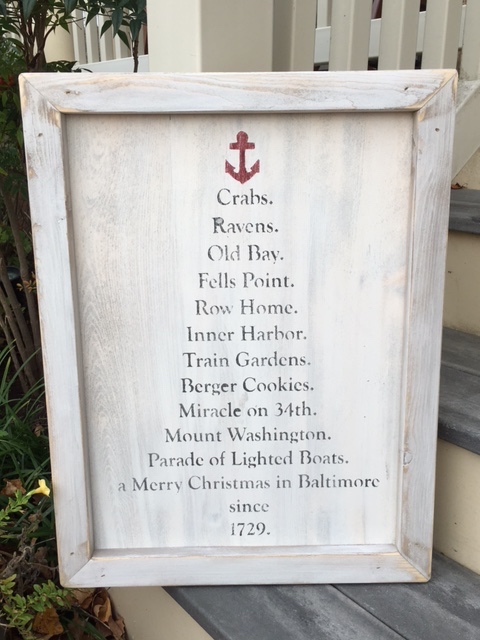 Crabs.
Ravens.
Old Bay.
Fells Point.
Row Home.
Inner Harbor.
Train Gardens.
Berger Cookies.
Miracle on 34th.
Mount Washington.
Parade of Lighted Boats.
a Merry Christmas in Baltimore
since
1729.